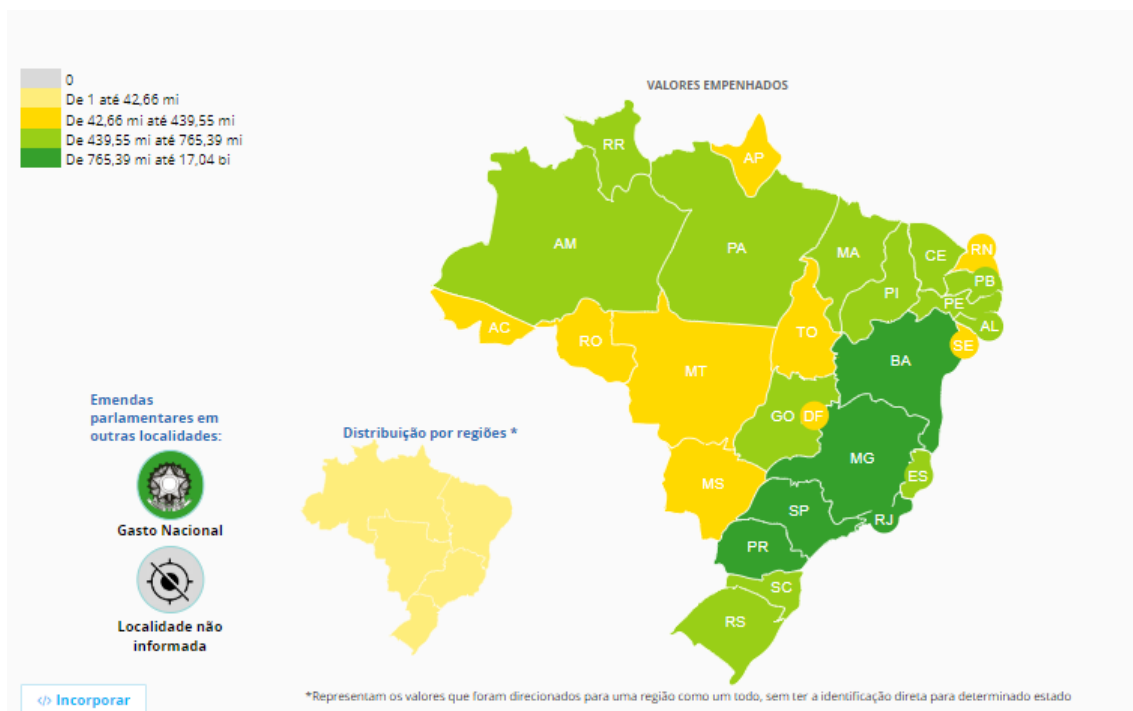 0
De 1 até 42,66 mi
De 42,66 mi até 439,55 mi
De 439,55 mi até 765,39 mi
De 765,39 mi até 17,04 bi
VALORES EMPENHADOS
RR
AP
AM
PA
MA
CE
RN
PI
PB
PE
AL
AC
RO
TO
SE
MT
BA
GO
DF
MS
MG
ES
SP
RJ
PR
SC
RS
Emendas
parlamentares em
outras localidades:
Gasto Nacional
Localidade não
informada
Distribuição por regiões *
</> Incorporar
*Representam os valores que foram direcionados para uma região como um todo, sem ter a identificação direta para determinado estado